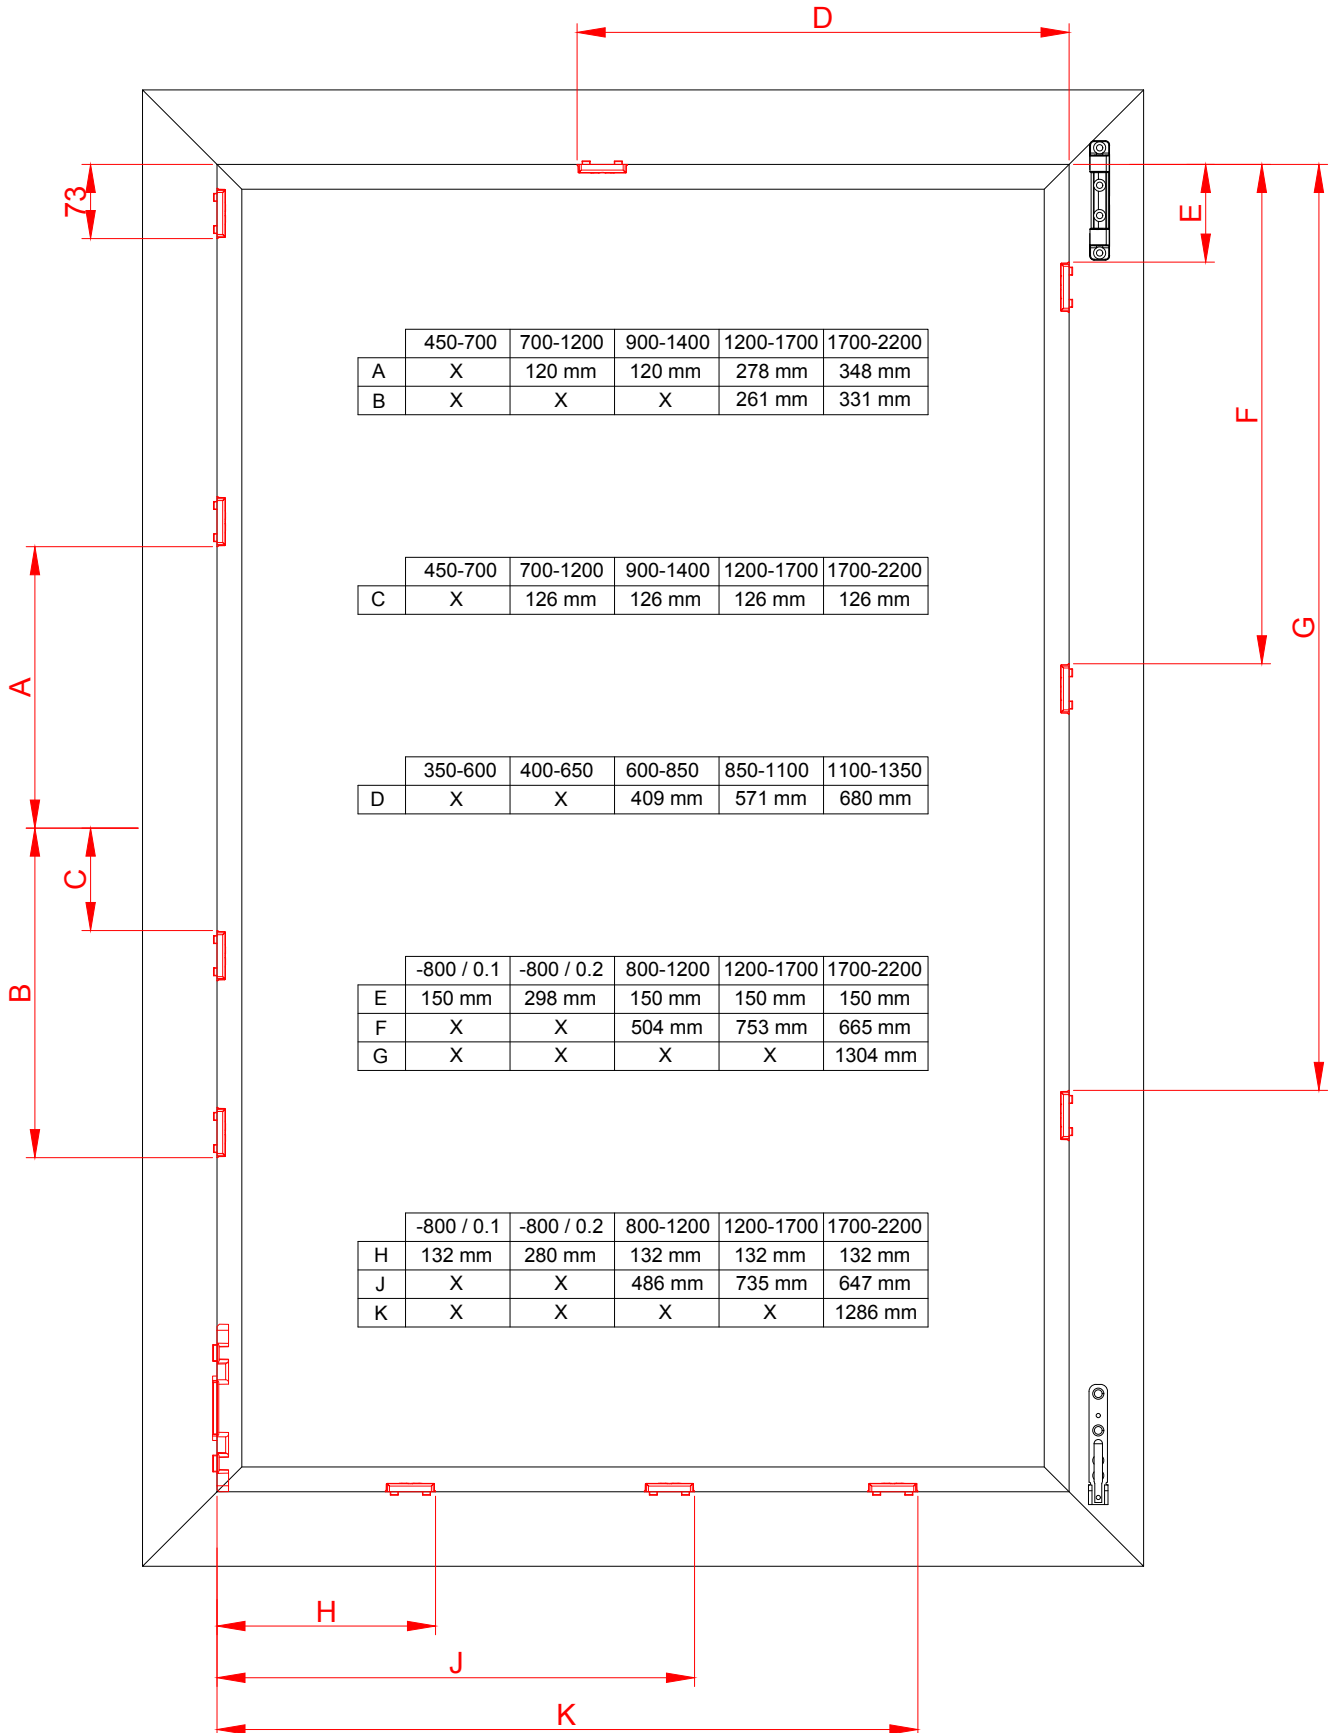 D
73
E
450-700 700-1200 900-1400 1200-1700 1700-2200
A X 120 mm 120 mm 278 mm 348 mm
B X X X 261 mm 331 mm
F
450-700 700-1200 900-1400 1200-1700 1700-2200
C X 126 mm 126 mm 126 mm 126 mm
G
A
350-600 400-650 600-850 850-1100 1100-1350
D X X 409 mm 571 mm 680 mm
C
B
-800 / 0.1 -800 / 0.2 800-1200 1200-1700 1700-2200
E 150 mm 298 mm 150 mm 150 mm 150 mm
F X X 504 mm 753 mm 665 mm
G X X X X 1304 mm
-800 / 0.1 -800 / 0.2 800-1200 1200-1700 1700-2200
H 132 mm 280 mm 132 mm 132 mm 132 mm
J X X 486 mm 735 mm 647 mm
K X X X X 1286 mm
H
J
K